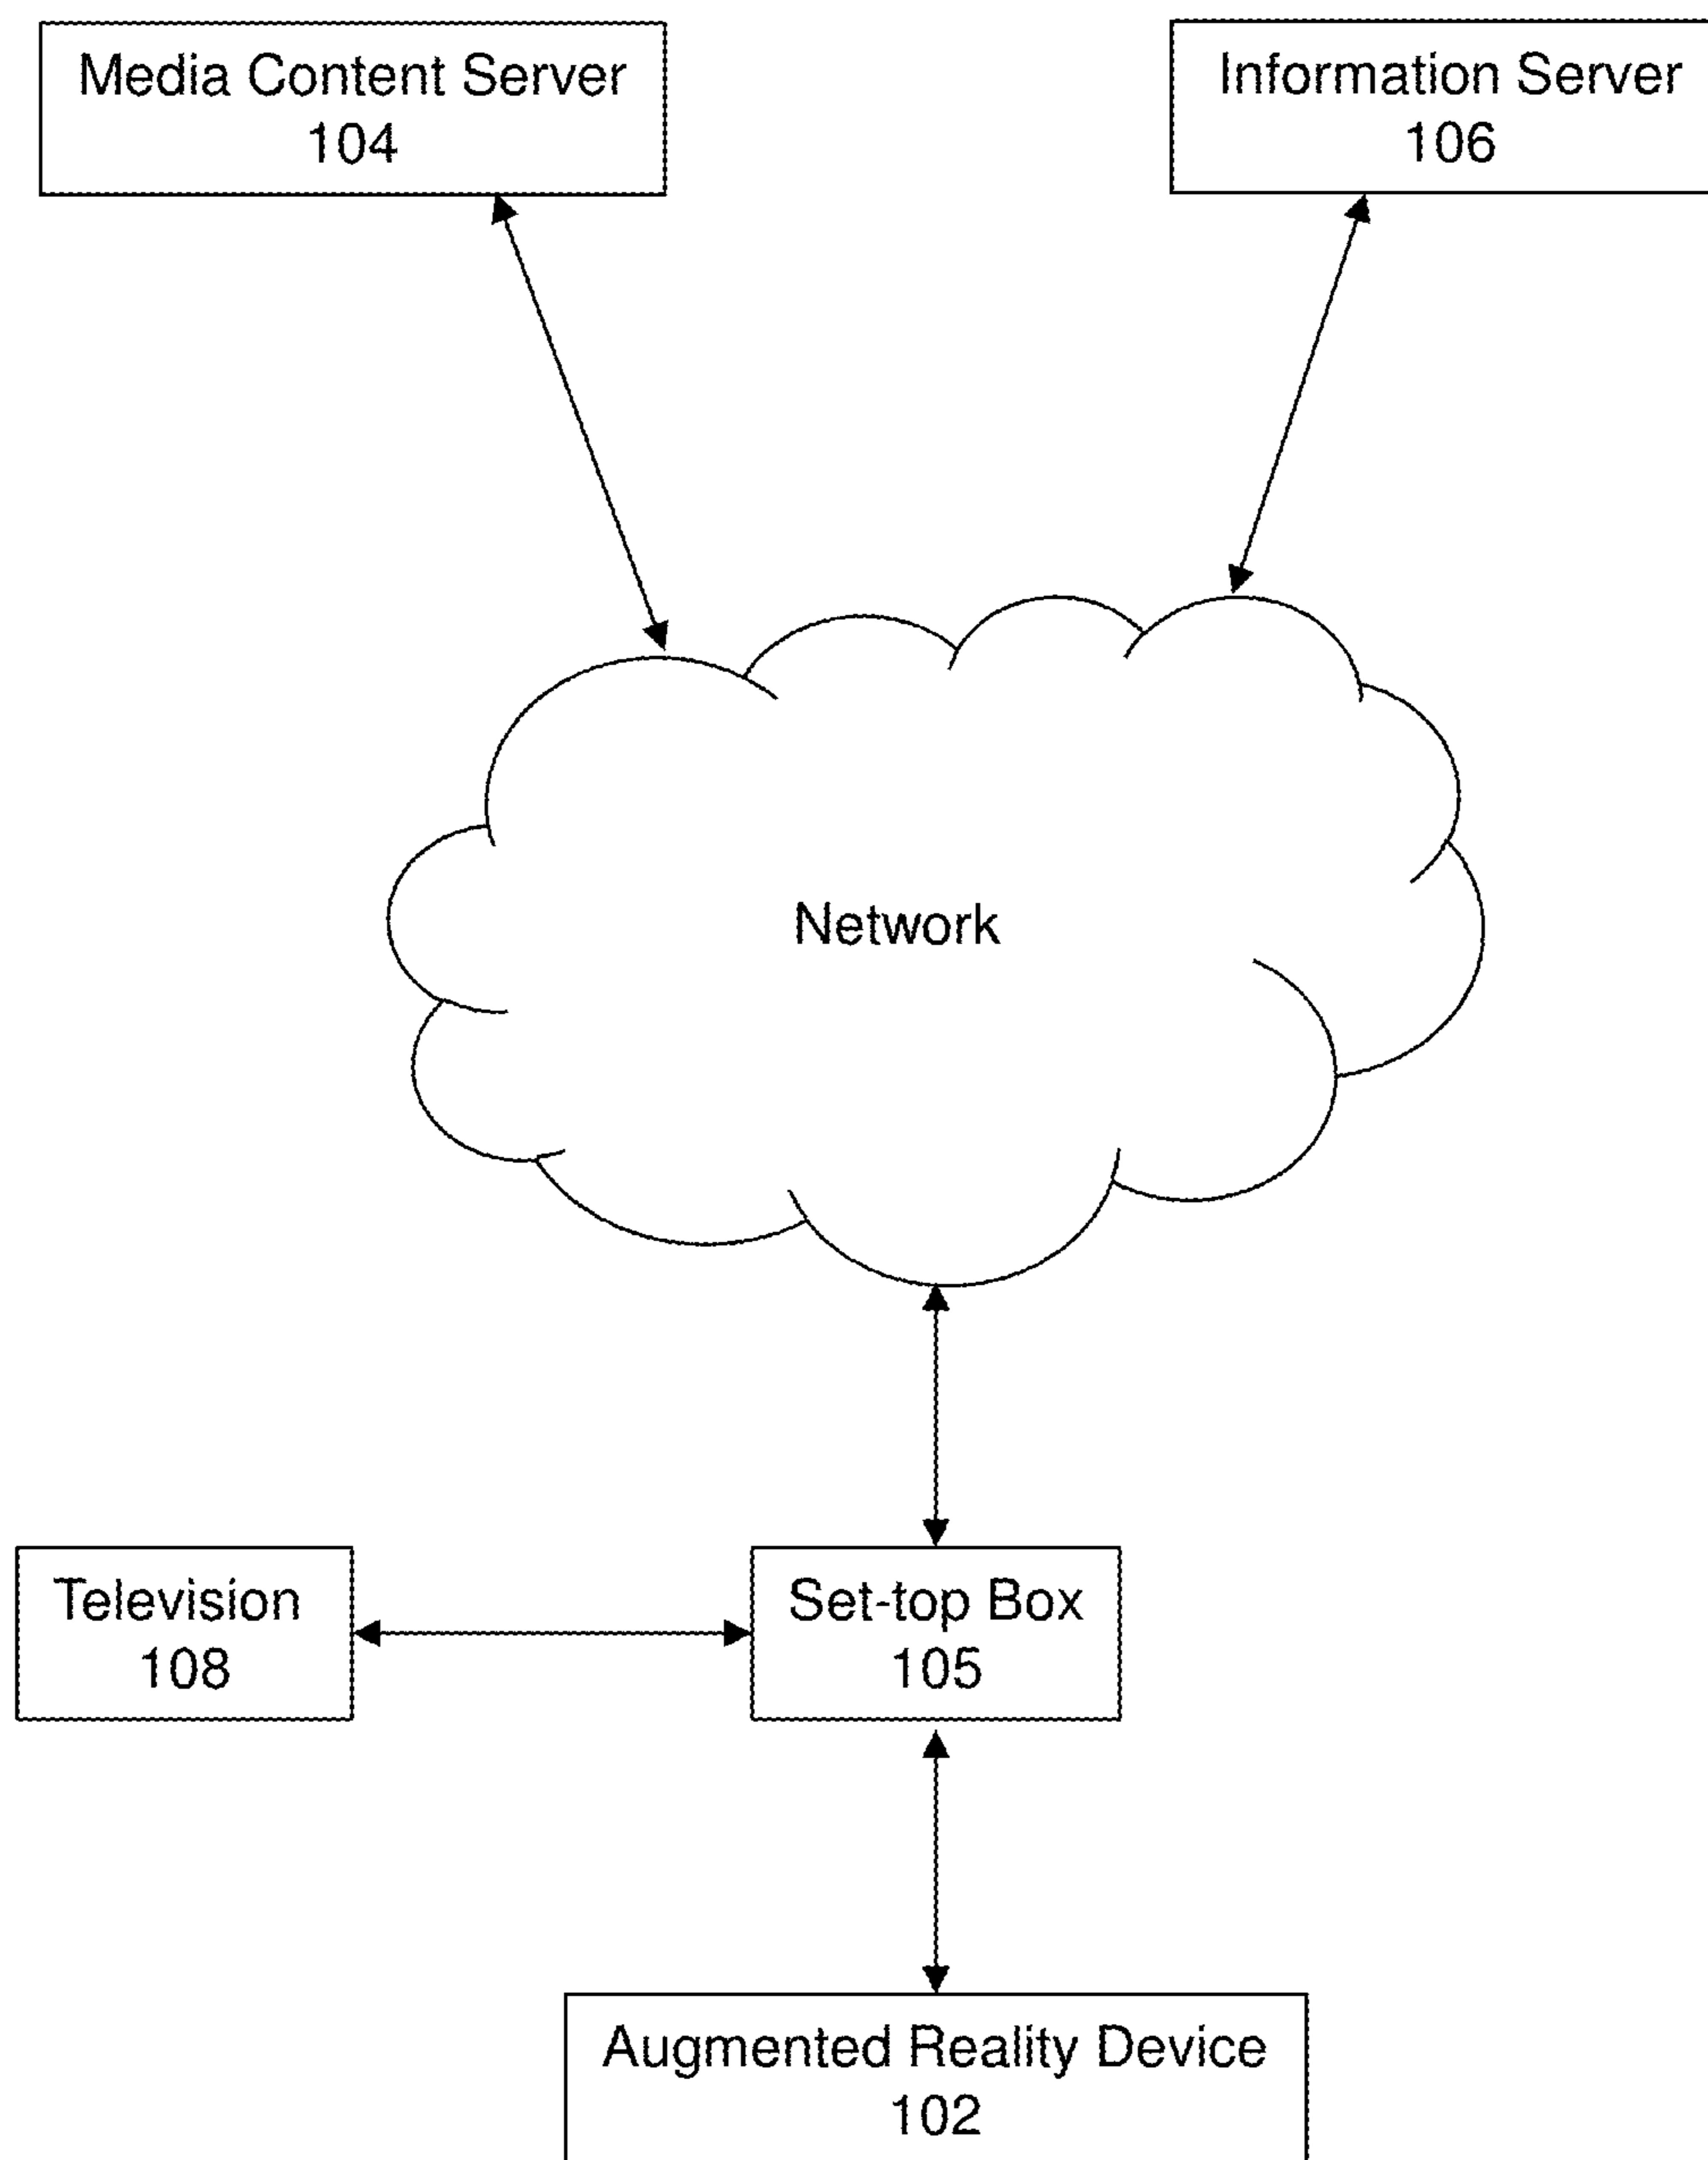 Media Content Server
104
Information Server
106
Network
Television
108
Set-top Box
105
Augmented Reality Device
102